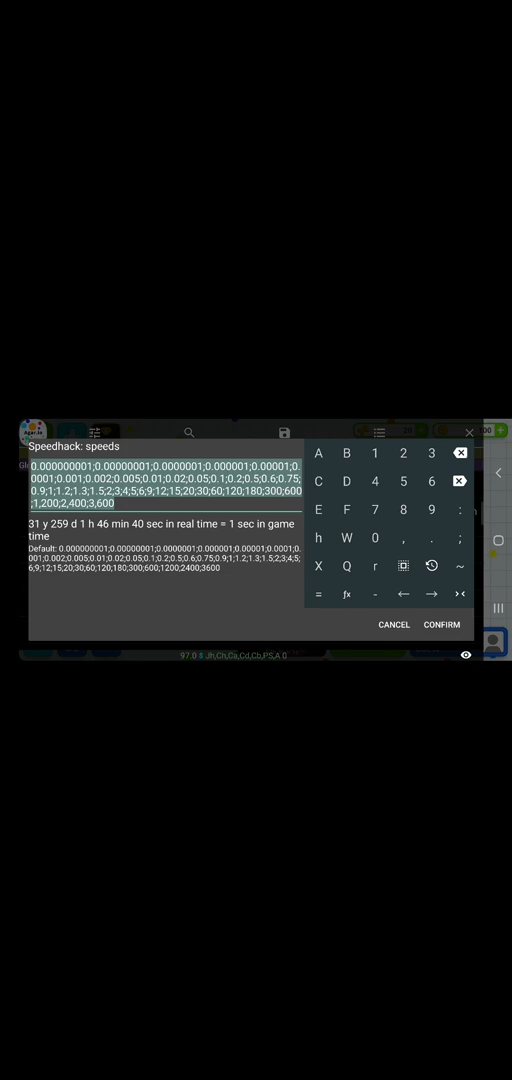 Agar.io
Speedhack: speeds
0.000000001;0.00000001;0.0000001;0.000001;0.00001;0.
0001;0.001;0.002;0.005;0.01;0.02;0.05;0.1;0.2;0.5;0.6;0.75;
0.9;1;1.2;1.3;1.5;2;3;4;5;6;9;12;15;20;30;60;120;180;300;600
;1,200;2,400;3,600
31 y 259 d 1 h 46 min 40 sec in real time = 1 sec in game
time
Default: 0.000000001;0.00000001;0.0000001;0.000001;0.00001;0.0001;0.
001;0.002;0.005;0.01;0.02;0.05;0.1;0.2;0.5;0.6;0.75;0.9;1;1.2;1.3;1.5;2;3;4;5;
6;9;12;15;20;30;60;120;180;300;600;1200;2400;3600
A B 1 2 3
C D 4 5 6
E F 7 8 9 :
h W 0 , . ;
X Q r ~
= ƒx - ← → ><
CANCEL CONFIRM
97.0 8 Jh,Ch,Ca,Cd,Cb,PS,A 0